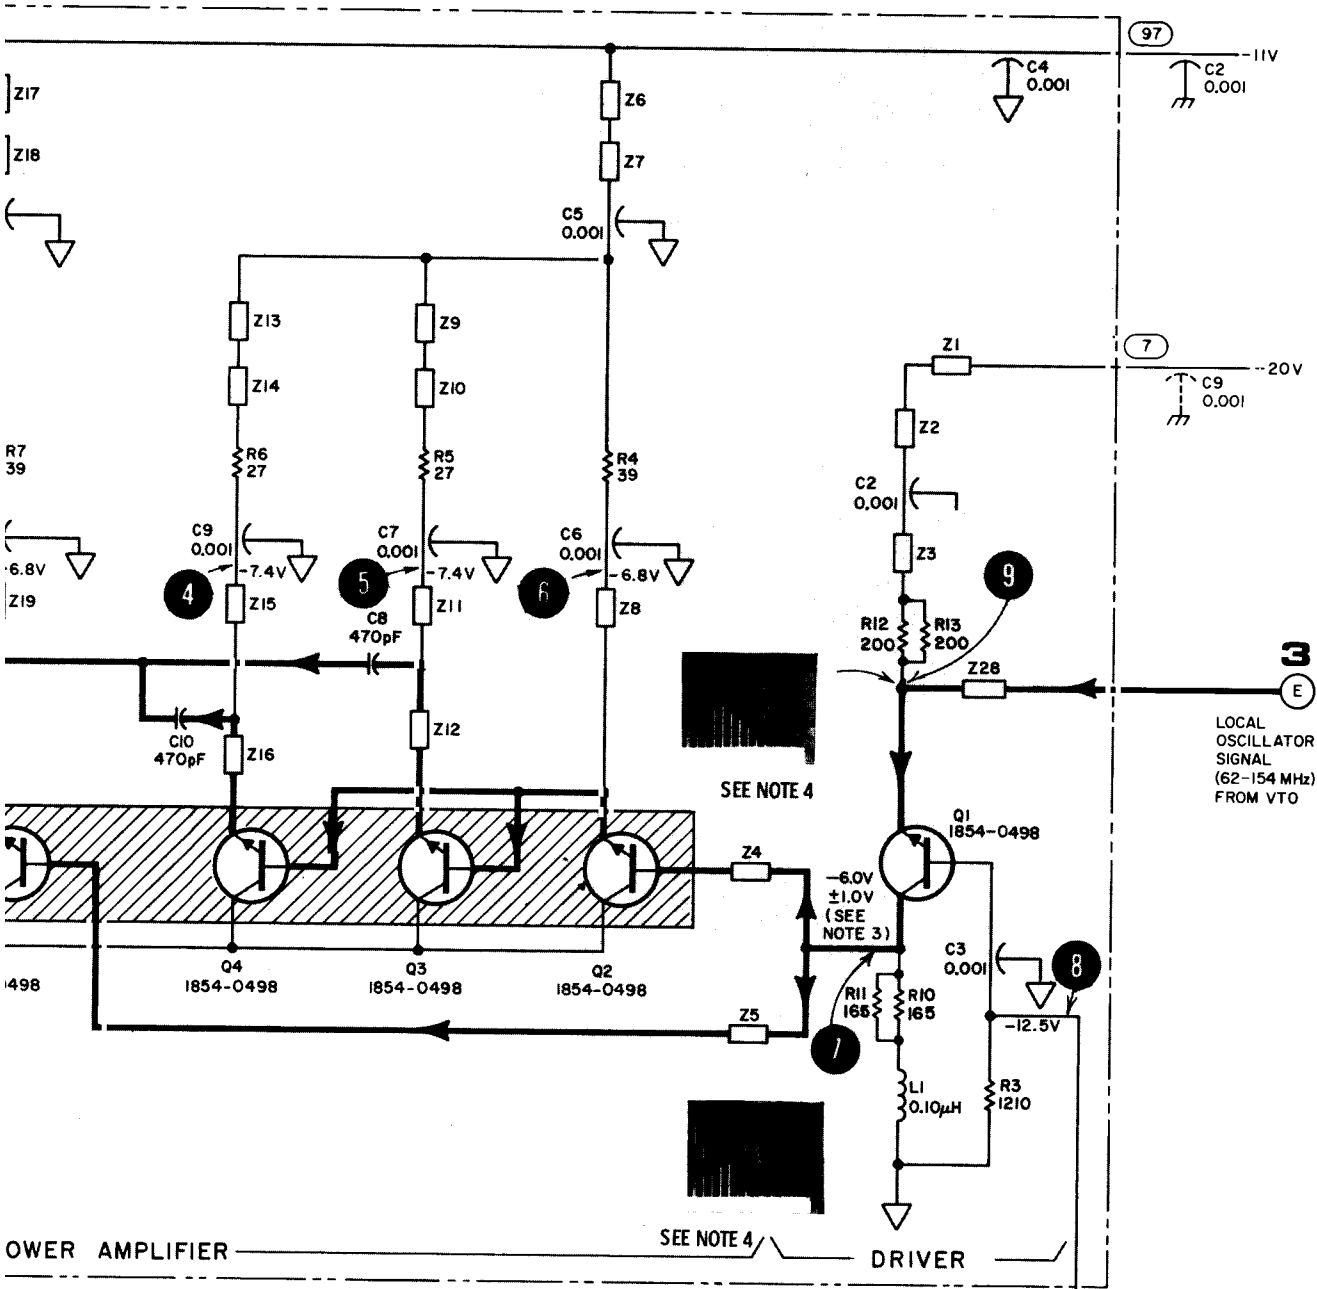 97
-11V
C4
0.001
C2
0.001
Z17
Z6
Z18
Z7
C5
0.001
Z13
Z9
Z1
7
-20V
C9
0.001
Z14
Z10
Z2
R7
39
R6
27
R5
27
R4
39
C2
0.001
C9
0.001
C7
0.001
C6
0.001
Z3
-6.8V
4
-7.4V
5
-7.4V
6
-6.8V
9
Z19
Z15
Z11
Z8
C8
470pF
R12
200
R13
200
Z28
3
E
LOCAL
OSCILLATOR
SIGNAL
(62-154 MHz)
FROM VTO
C10
470pF
Z16
Z12
SEE NOTE 4
Q1
1854-0498
Z4
-6.0V
±1.0V
(SEE
NOTE 3)
C3
0.001
8
-12.5V
498
Q4
1854-0498
Q3
1854-0498
Q2
1854-0498
R11
165
R10
165
Z5
7
L1
0.10µH
R3
1210
SEE NOTE 4
OWER AMPLIFIER
DRIVER